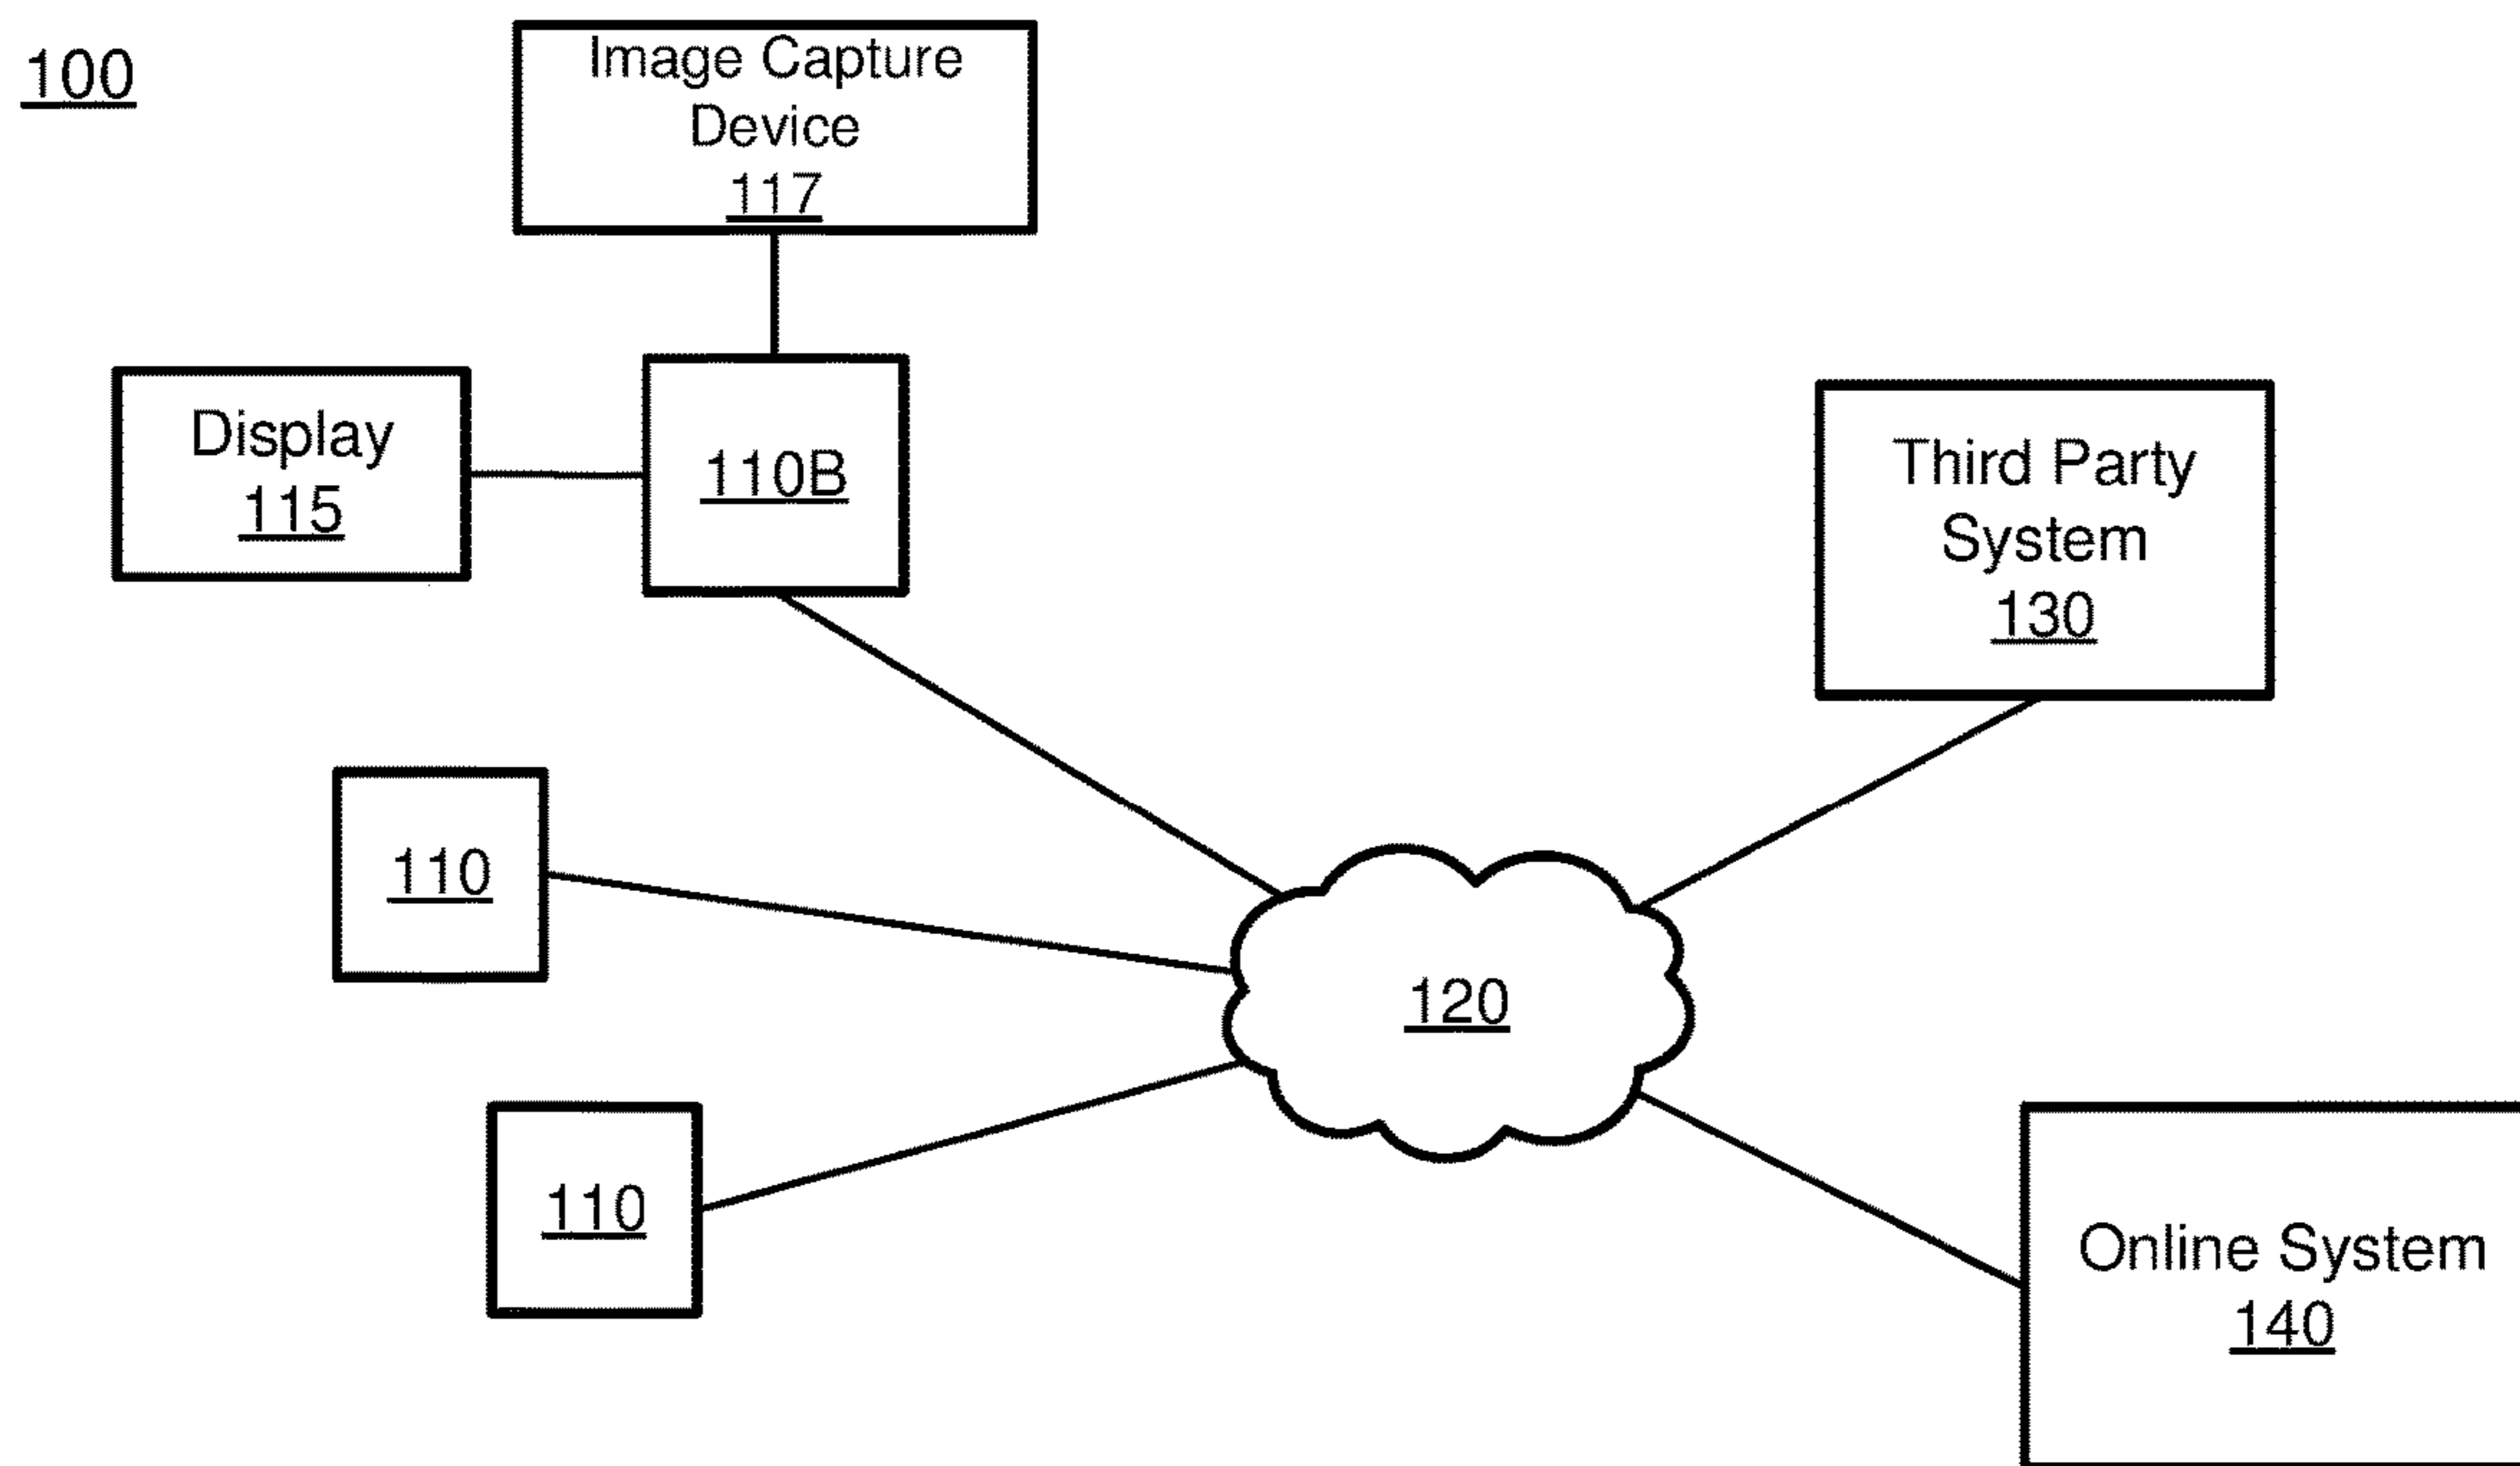 100
Image Capture
Device
117
Display
115
110B
Third Party
System
130
110
120
110
Online System
140